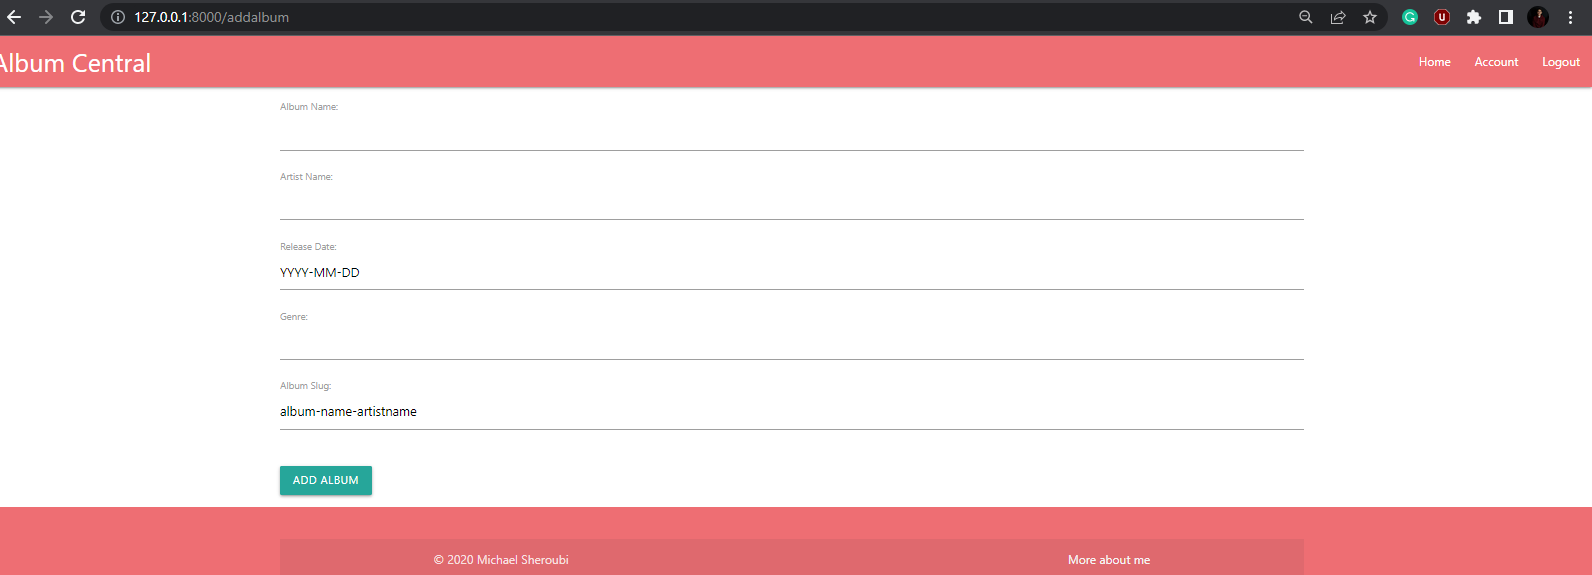 127.0.0.1:8000/addalbum
Album Central
Home Account Logout
Album Name:
Artist Name:
Release Date:
YYYY-MM-DD
Genre:
Album Slug:
album-name-artistname
ADD ALBUM
© 2020 Michael Sheroubi
More about me